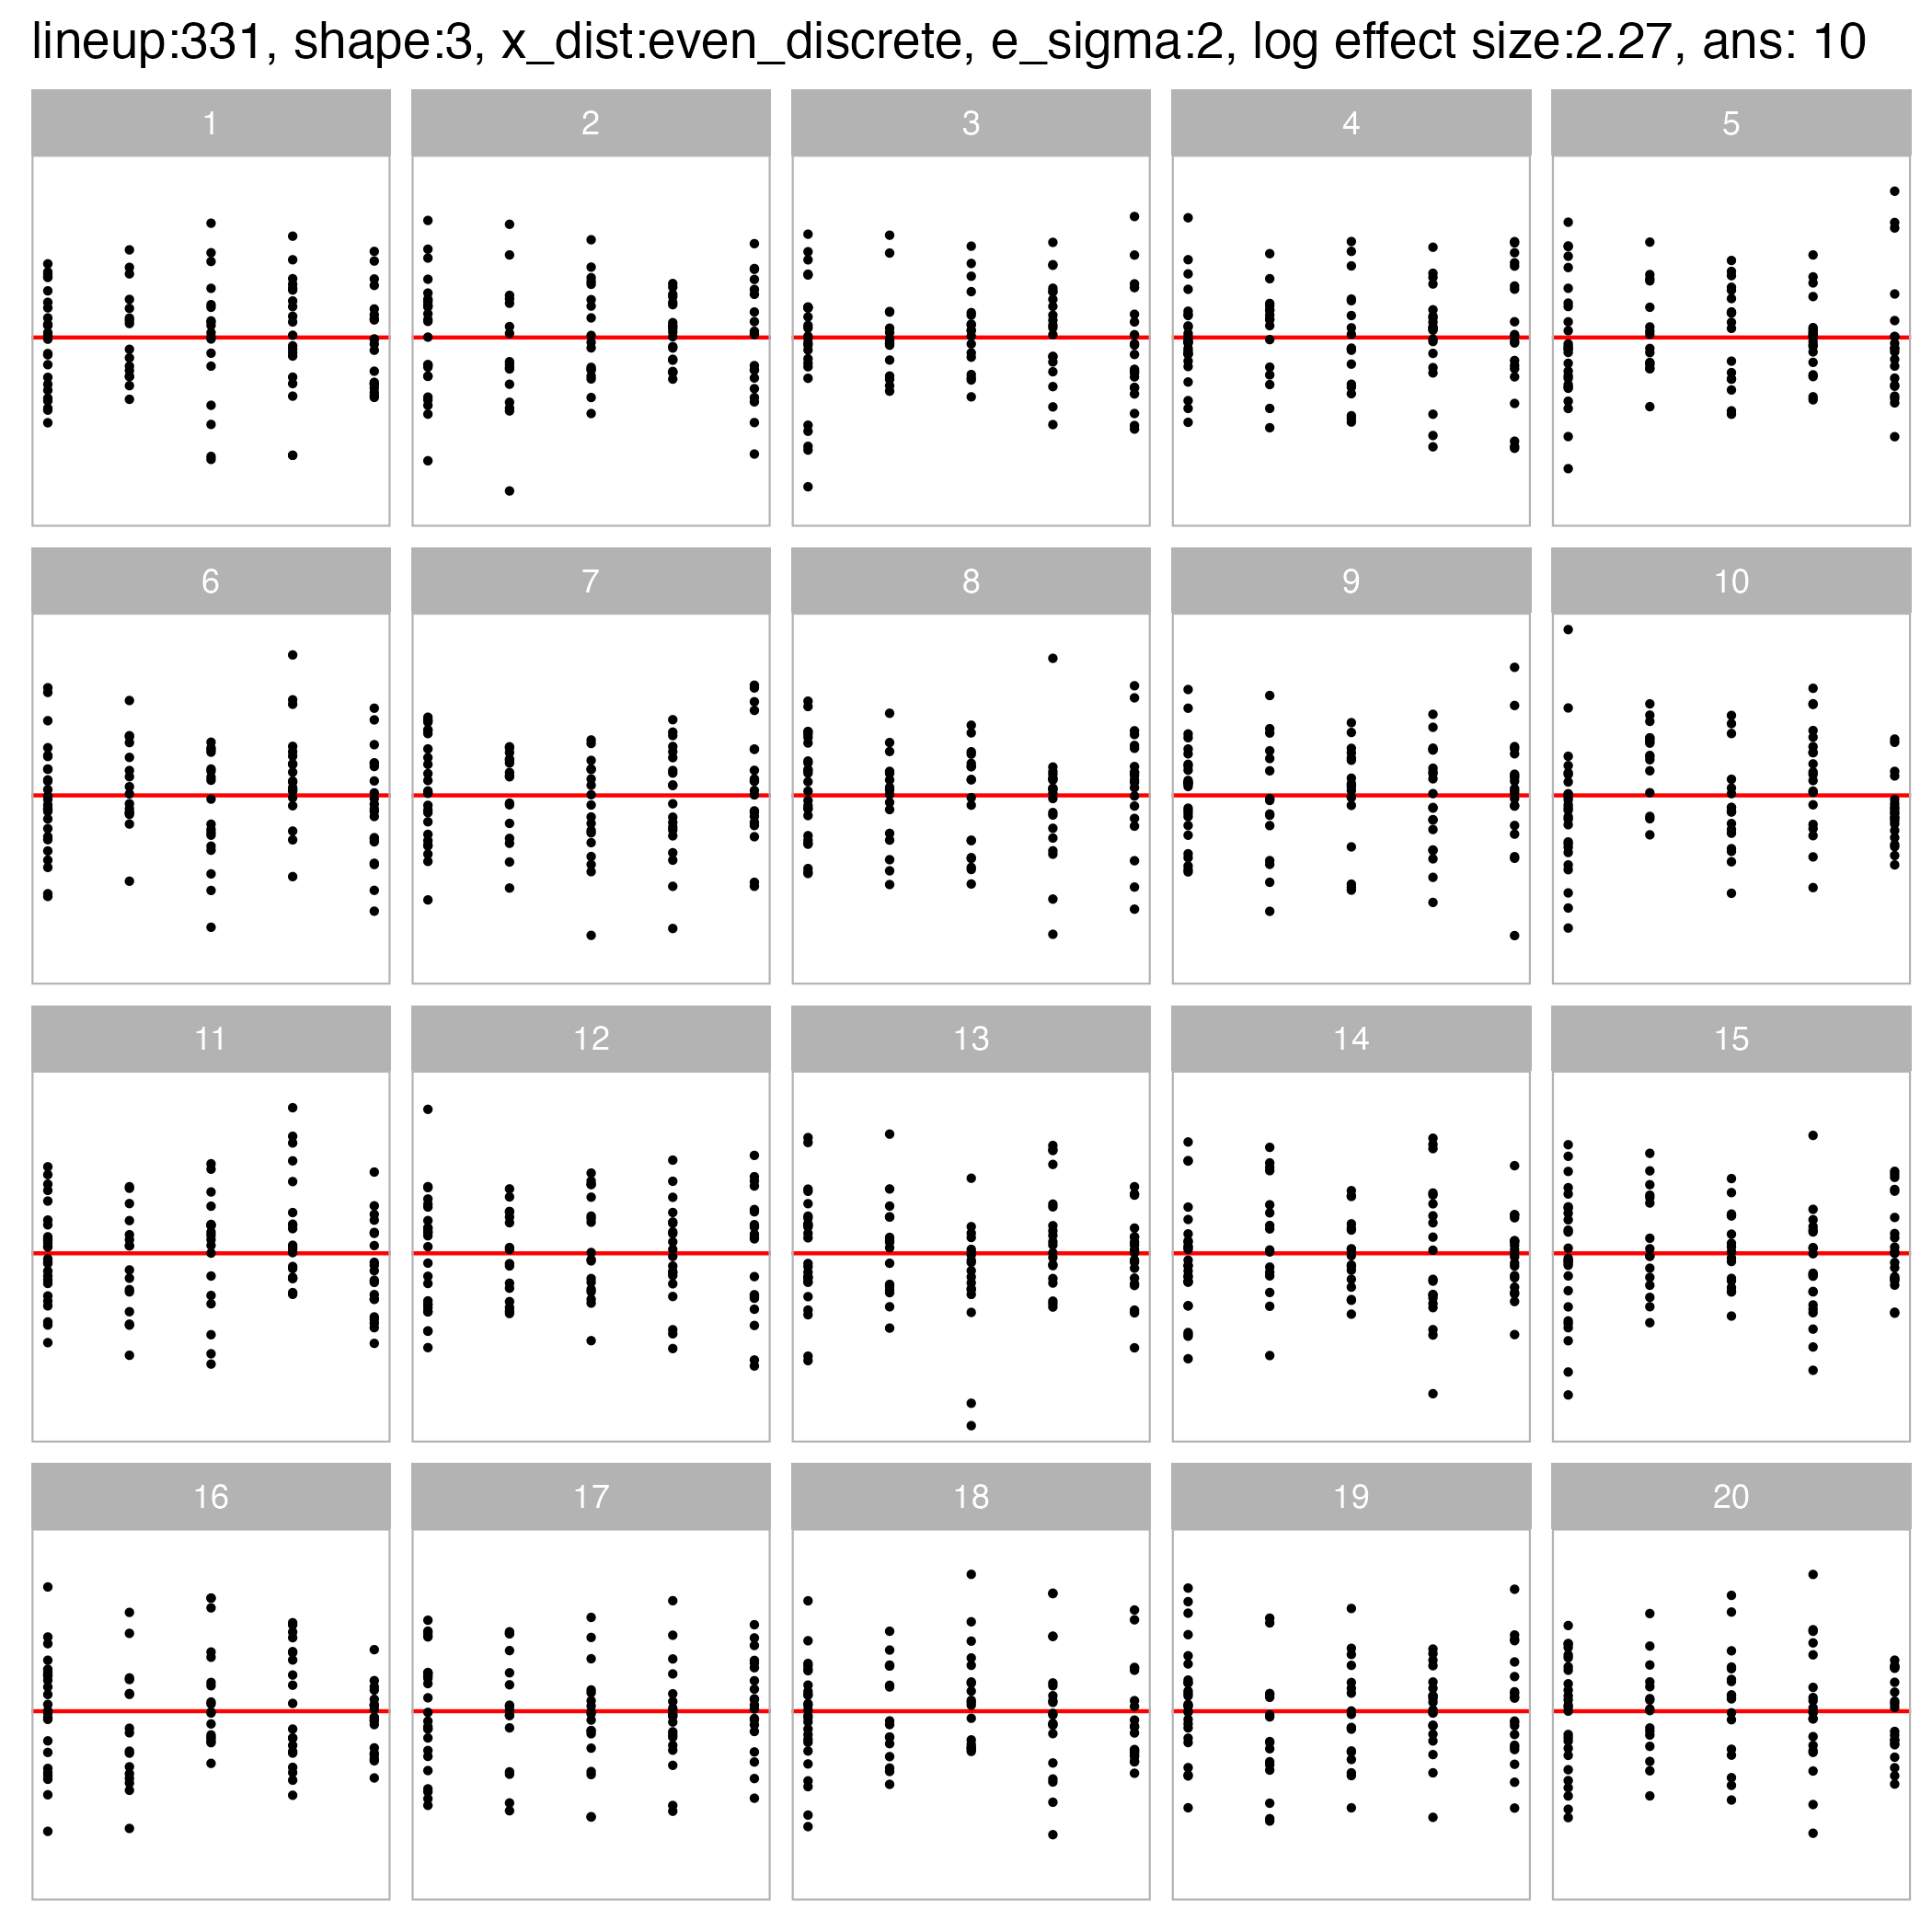 lineup:331, shape:3, x_dist:even_discrete, e_sigma:2, log effect size:2.27, ans: 10
1 2 3 4 5
6 7 8 9 10
11 12 13 14 15
16 17 18 19 20